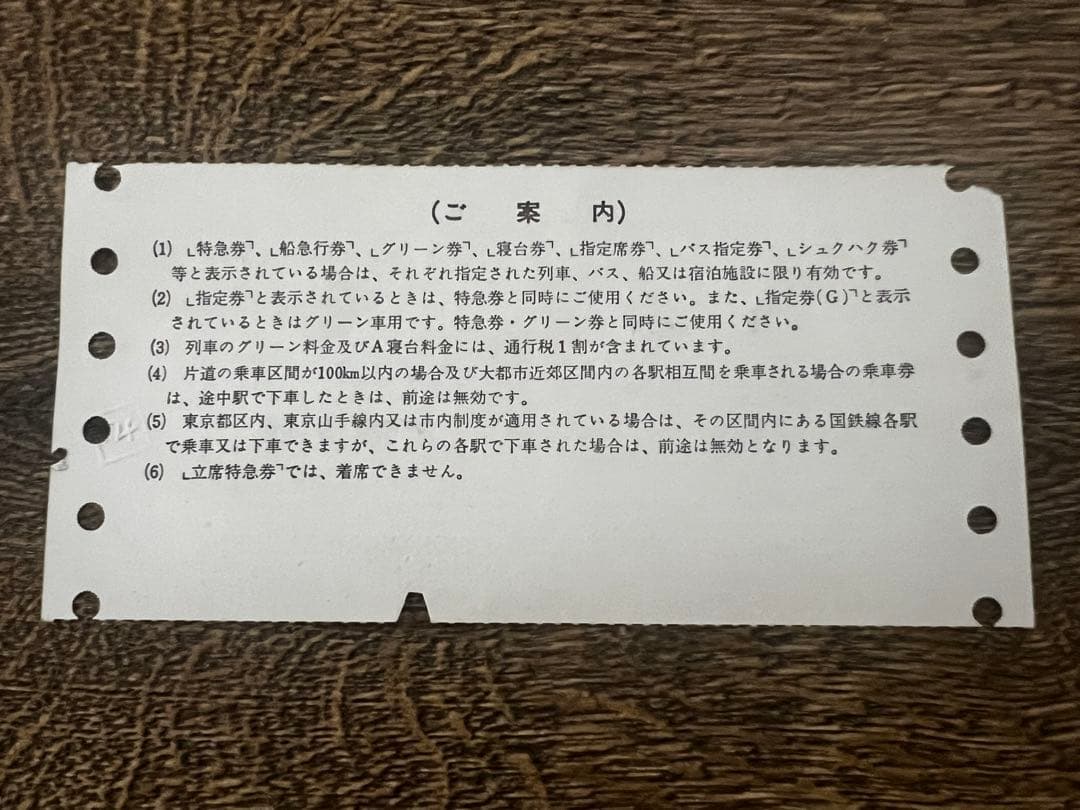 (ご案内)
(1) ｢特急券｣、｢船急行券｣、｢グリーン券｣、｢寝台券｣、｢指定席券｣、｢バス指定券｣、｢シュクハク券｣
等と表示されている場合は、それぞれ指定された列車、バス、船又は宿泊施設に限り有効です。
(2) ｢指定券｣と表示されているときは、特急券と同時にご使用ください。また、｢指定券(G)｣と表示
されているときはグリーン車用です。特急券・グリーン券と同時にご使用ください。
(3) 列車のグリーン料金及びA寝台料金には、通行税1割が含まれています。
(4) 片道の乗車区間が100km以内の場合及び大都市近郊区間内の各駅相互間を乗車される場合の乗車券
は、途中駅で下車したときは、前途は無効です。
(5) 東京都区内、東京山手線内又は市内制度が適用されている場合は、その区間内にある国鉄線各駅
で乗車又は下車できますが、これらの各駅で下車された場合は、前途は無効となります。
(6) ｢立席特急券｣では、着席できません。